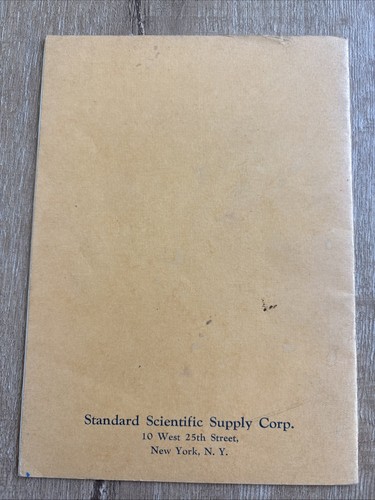 Standard Scientific Supply Corp.
10 West 25th Street,
New York, N. Y.